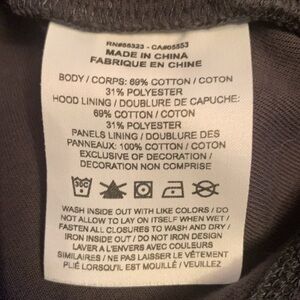 RN#56323 - CA#05553
MADE IN CHINA
FABRIQUE EN CHINE
BODY / CORPS: 69% COTTON / COTON
31% POLYESTER
HOOD LINING / DOUBLURE DE CAPUCHE:
69% COTTON / COTON
31% POLYESTER
PANELS LINING / DOUBLURE DES
PANNEAUX: 100% COTTON / COTON
EXCLUSIVE OF DECORATION /
DECORATION NON COMPRISE
30C
WASH INSIDE OUT WITH LIKE COLORS / DO
NOT ALLOW TO LAY ON ITSELF WHEN WET /
FASTEN ALL CLOSURES TO WASH AND DRY /
IRON INSIDE OUT / DO NOT IRON DESIGN
LAVER A L'ENVERS AVEC COULEURS
SIMILAIRES / NE PAS LAISSER LE VÊTEMENT
PLIÉ LORSQU'IL EST MOUILLÉ / VEUILLEZ